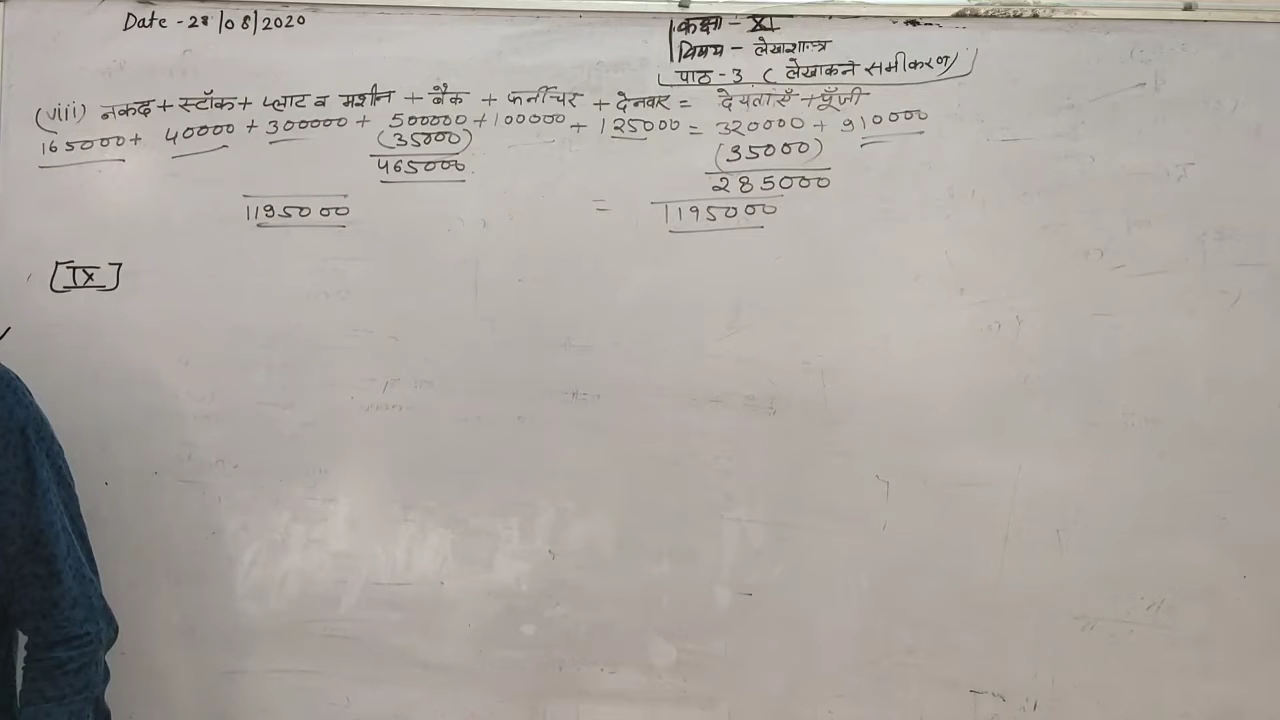 Date - 28/08/2020
कक्षा - XI
विषय - लेखाशास्त्र
पाठ - 3 ( लेखाकन समीकरण)
(viii) नकद + स्टॉक + प्लाट व मशीन + बैंक + फर्नीचर + देनदार = देयताएँ + पूँजी
165000 + 40000 + 300000 + 500000 + 100000 + 125000 = 320000 + 910000
(35000) (35000)
465000 285000
1195000 = 1195000
[IX]